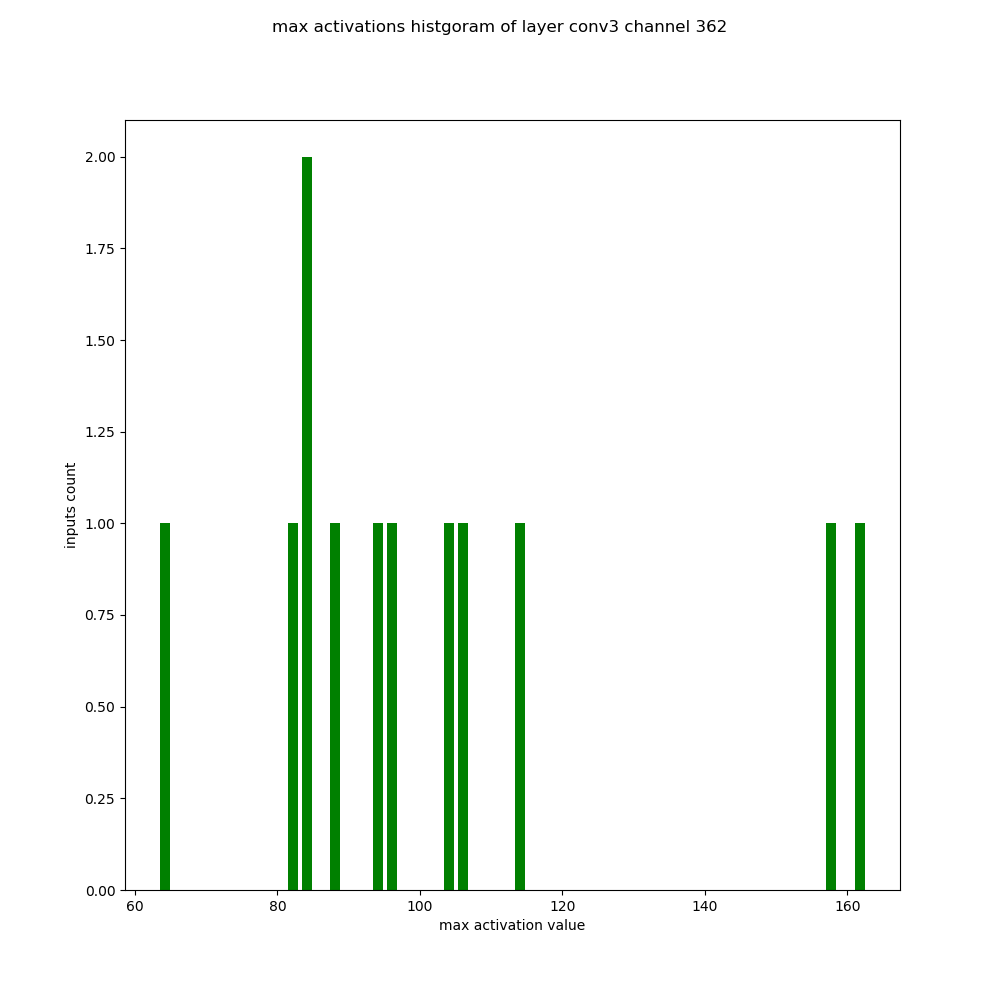 max activations histgoram of layer conv3 channel 362
2.00
1.75
1.50
1.25
1.00
0.75
0.50
0.25
0.00
inputs count
60 80 100 120 140 160
max activation value